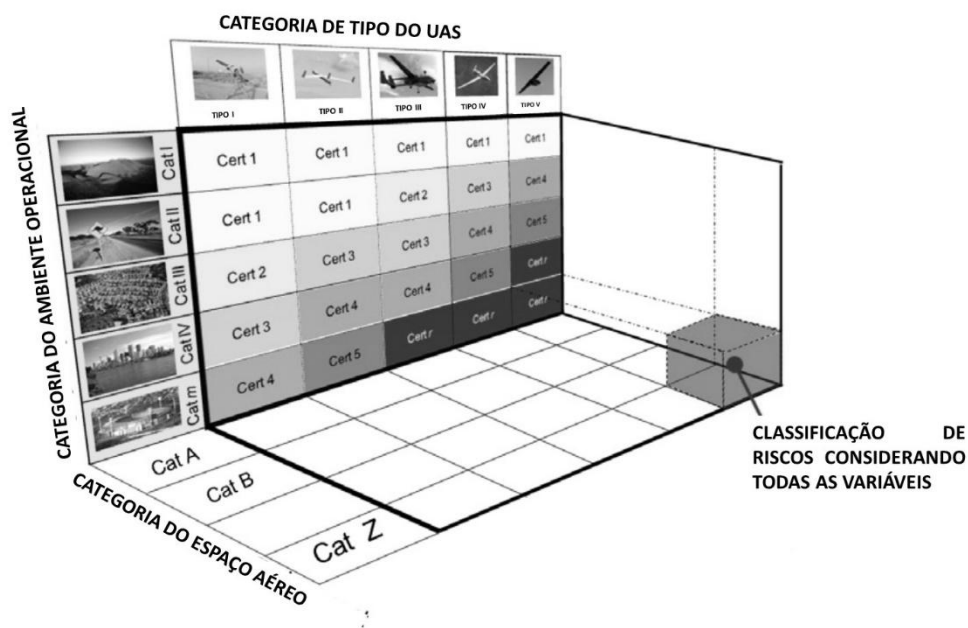 CATEGORIA DE TIPO DO UAS
TIPO I
TIPO II
TIPO III
TIPO IV
TIPO V
CATEGORIA DO AMBIENTE OPERACIONAL
Cat I
Cert 1
Cert 1
Cert 1
Cert 1
Cert 1
Cat II
Cert 1
Cert 1
Cert 2
Cert 3
Cert 4
Cat III
Cert 2
Cert 3
Cert 3
Cert 4
Cert 5
Cat IV
Cert 3
Cert 4
Cert 4
Cert 5
Cert r
Cat m
Cert 4
Cert 5
Cert r
Cert r
Cert r
Cat A
Cat B
Cat Z
CATEGORIA DO ESPAÇO AÉREO
CLASSIFICAÇÃO DE
RISCOS CONSIDERANDO
TODAS AS VARIÁVEIS